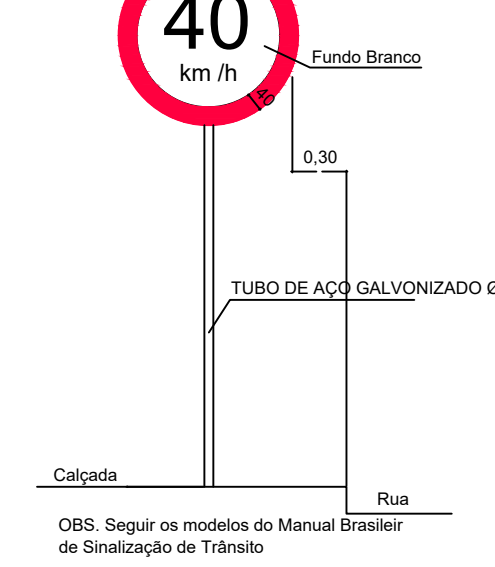 40
km /h
Fundo Branco
40
0,30
TUBO DE AÇO GALVONIZADO Ø
Calçada
Rua
OBS. Seguir os modelos do Manual Brasileir
de Sinalização de Trânsito